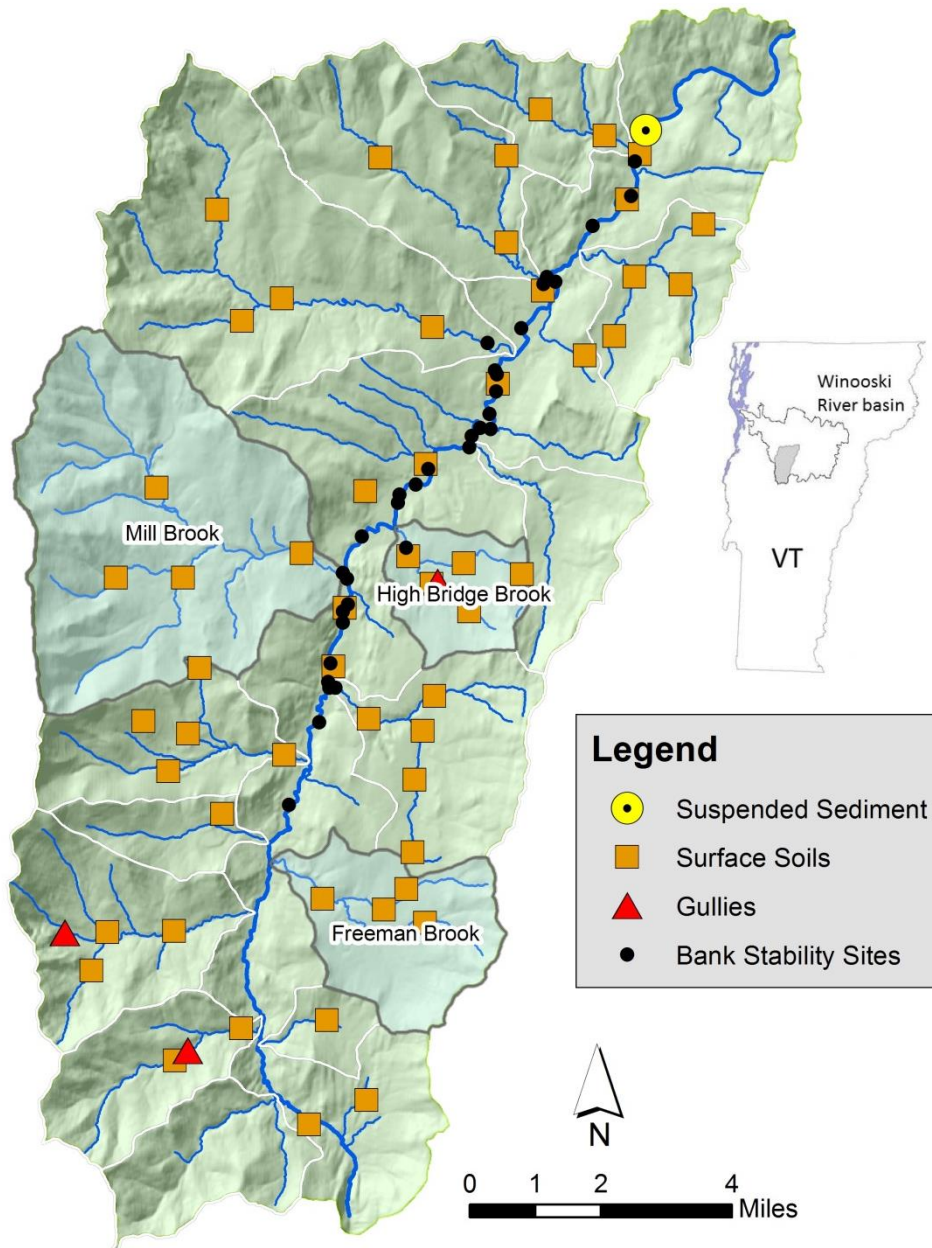 Winooski
River basin
Mill Brook
High Bridge Brook
VT
Legend
Suspended Sediment
Surface Soils
Gullies
Bank Stability Sites
Freeman Brook
N
0 1 2 4
Miles